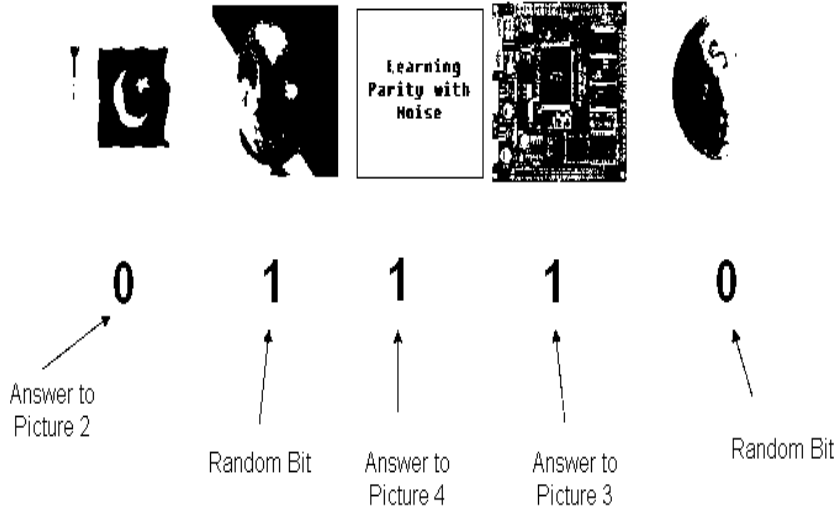 Learning
Parity with
Noise
0 1 1 1 0
Answer to
Picture 2
Random Bit
Answer to
Picture 4
Answer to
Picture 3
Random Bit